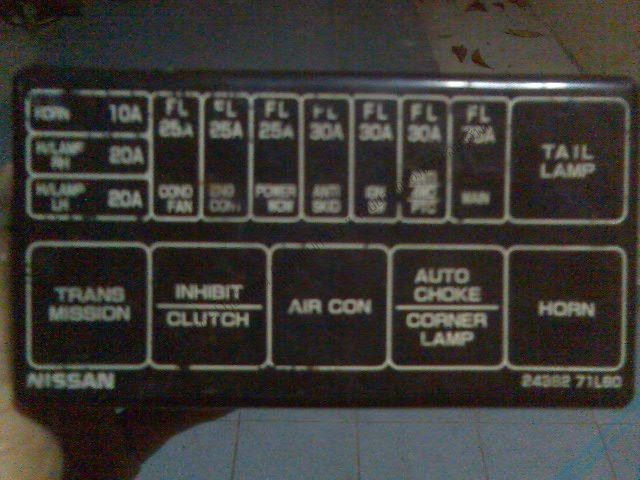 HORN 10A
H/LAMP RH 20A
H/LAMP LH 20A
FL 25A COND FAN
FL 25A
FL 25A POWER WDW
FL 30A ANTI SKID
FL 30A IGN SW
FL 30A
FL 75A MAIN
TAIL
LAMP
TRANS
MISSION
INHIBIT
CLUTCH
AIR CON
AUTO
CHOKE
CORNER
LAMP
HORN
NISSAN
24382 71L60